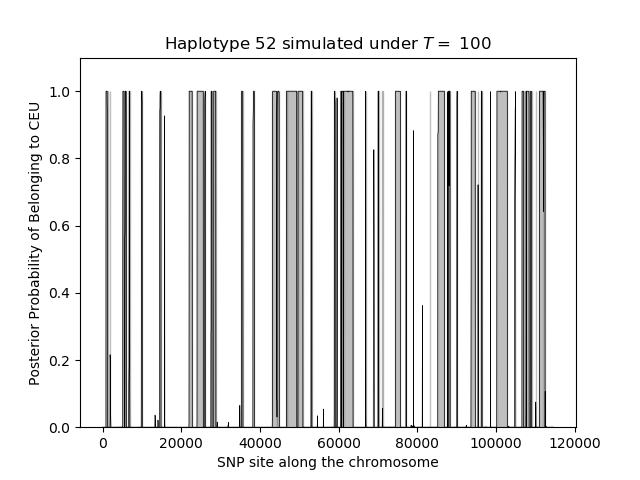 Haplotype 52 simulated under T = 100
Posterior Probability of Belonging to CEU
1.0
0.8
0.6
0.4
0.2
0.0
0 20000 40000 60000 80000 100000 120000
SNP site along the chromosome